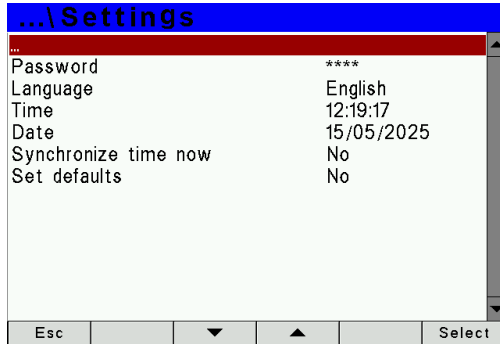 ...\Settings
...
Password ****
Language English
Time 12:19:17
Date 15/05/2025
Synchronize time now No
Set defaults No
Esc ▼ ▲ Select